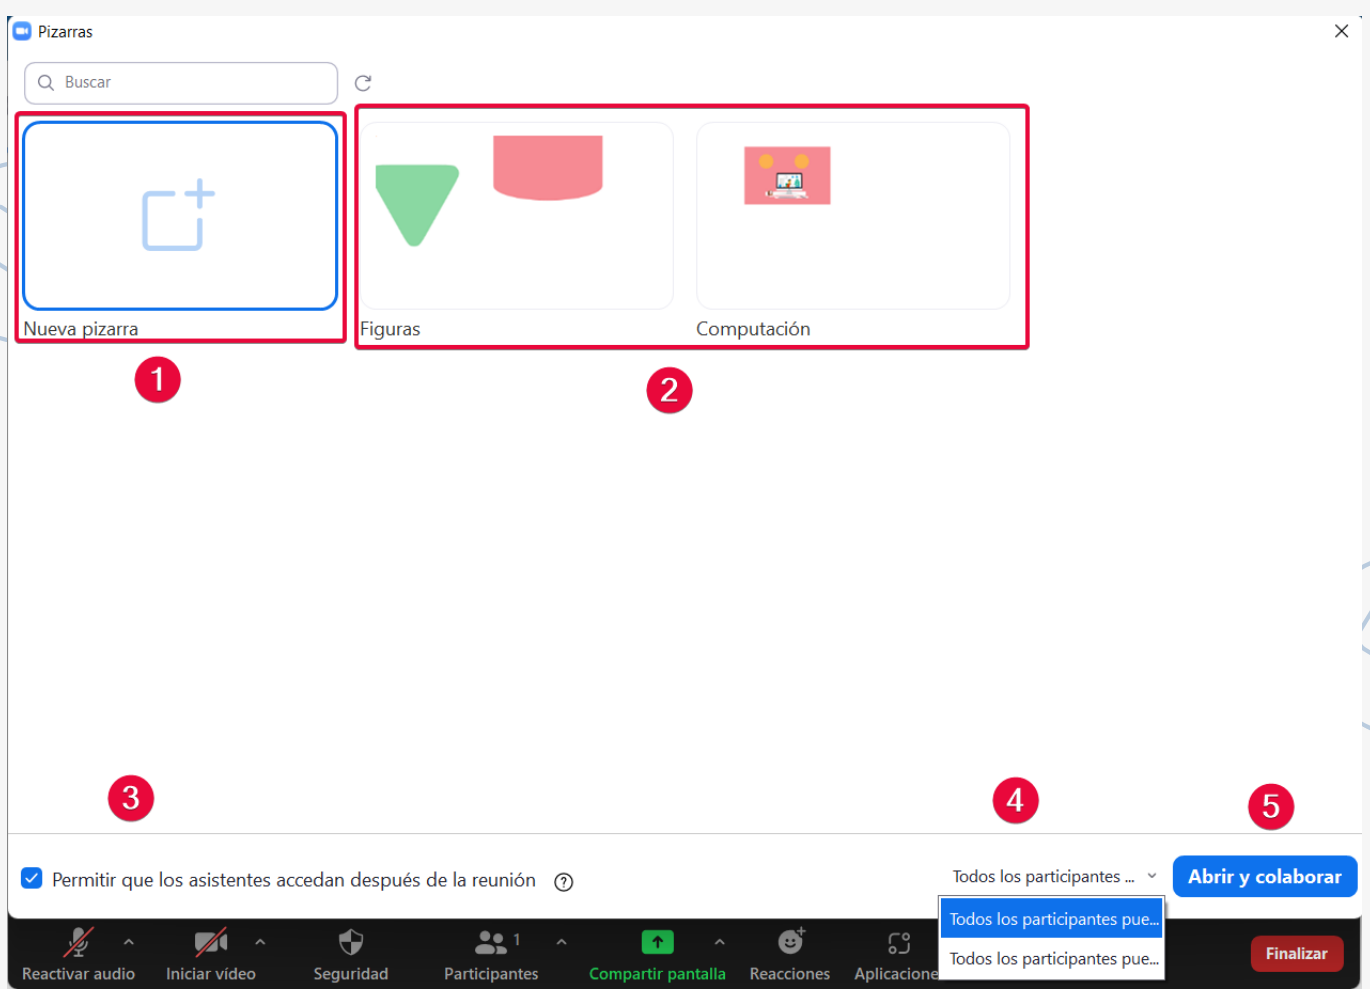 Pizarras
Buscar
Nueva pizarra
Figuras
Computación
1
2
3
4
5
Permitir que los asistentes accedan después de la reunión
Todos los participantes ...
Abrir y colaborar
Todos los participantes pue...
Todos los participantes pue...
1
Reactivar audio
Iniciar vídeo
Seguridad
Participantes
Compartir pantalla
Reacciones
Aplicacione
Finalizar